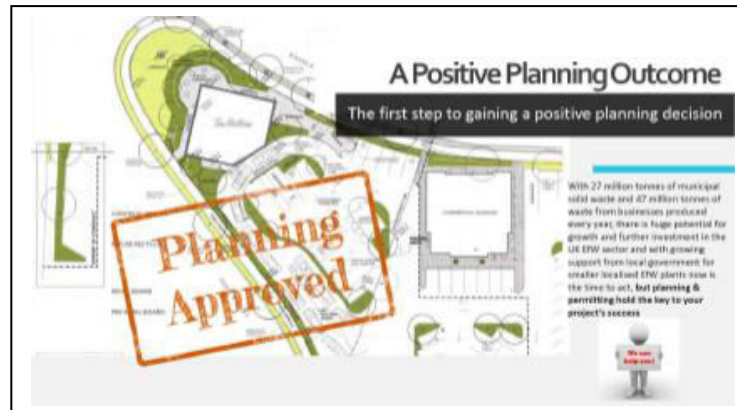 A Positive Planning Outcome
The first step to gaining a positive planning decision
With 27 million tonnes of municipal
solid waste and 47 million tonnes of
waste from businesses produced
every year, there is huge potential for
growth and further investment in the
UK EfW sector and with growing
support from local government for
smaller localised EfW plants now is
the time to act, but planning &
permitting hold the key to your
project's success
Planning
Approved
We can
help you!